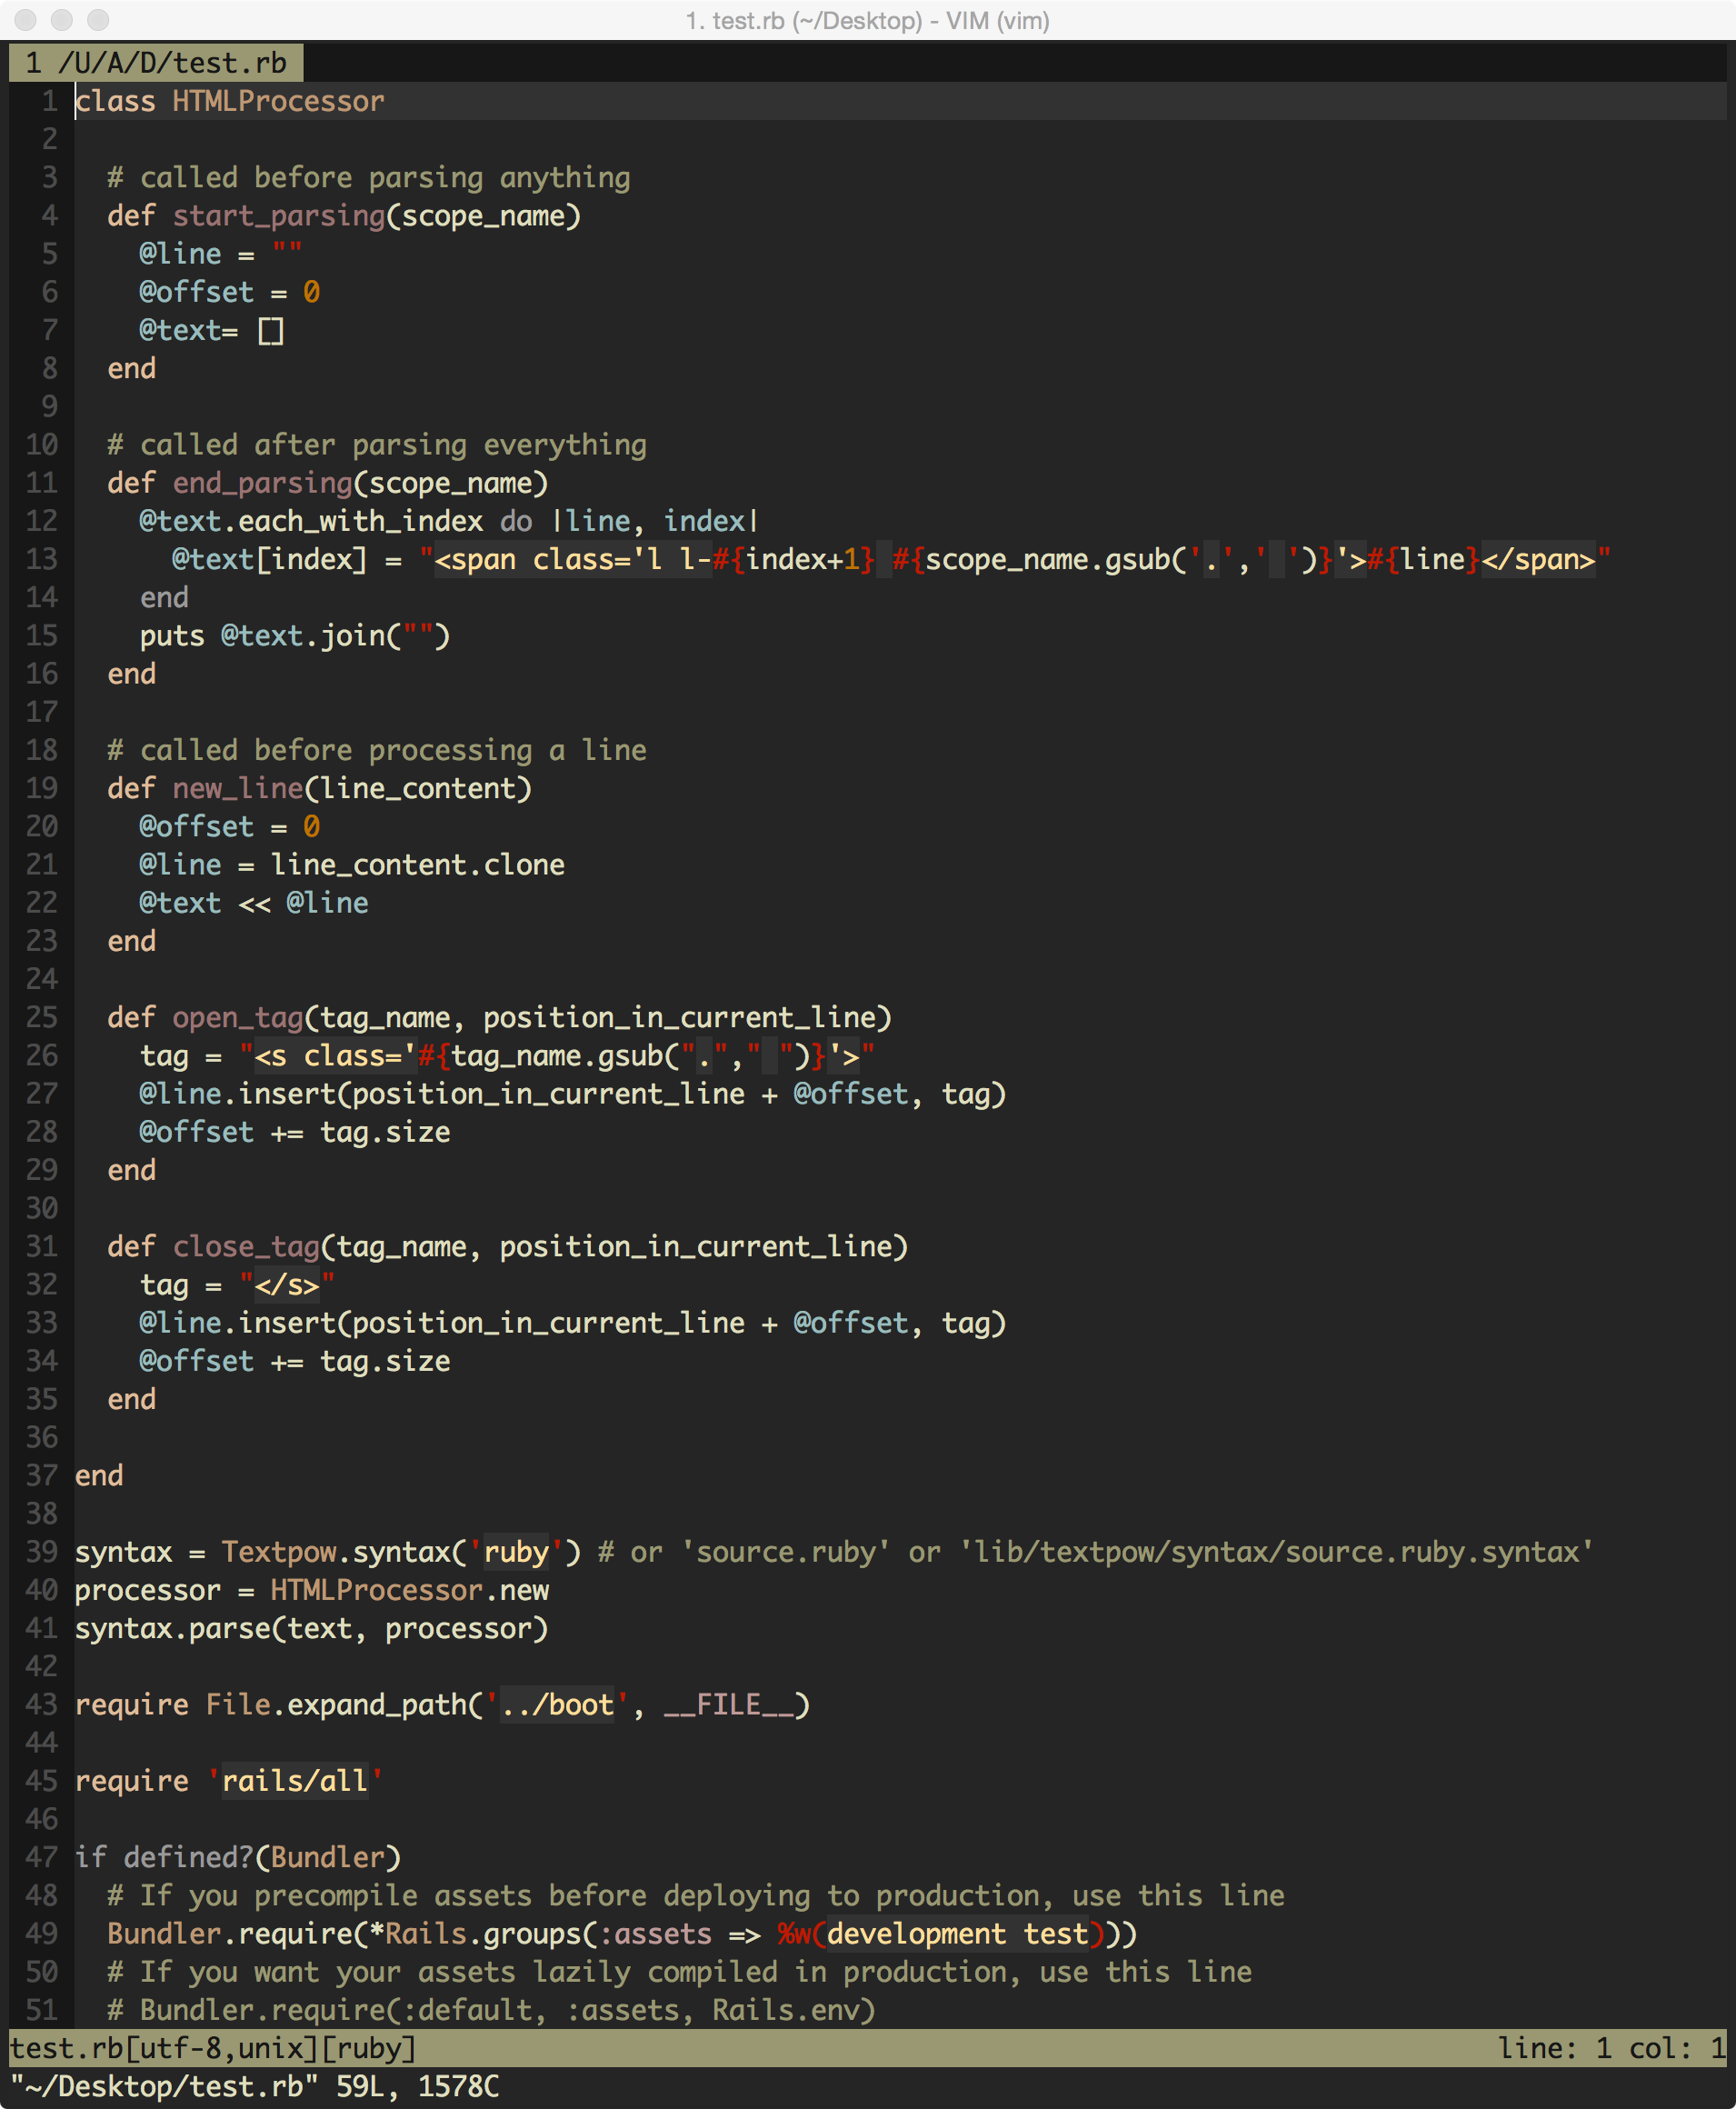 1. test.rb (~/Desktop) - VIM (vim)
1 /U/A/D/test.rb
1 class HTMLProcessor
2
3   # called before parsing anything
4   def start_parsing(scope_name)
5     @line = ""
6     @offset = 0
7     @text= []
8   end
9
10   # called after parsing everything
11   def end_parsing(scope_name)
12     @text.each_with_index do |line, index|
13       @text[index] = "<span class='l l-#{index+1} #{scope_name.gsub('.',' ')}'>#{line}</span>"
14     end
15     puts @text.join("")
16   end
17
18   # called before processing a line
19   def new_line(line_content)
20     @offset = 0
21     @line = line_content.clone
22     @text << @line
23   end
24
25   def open_tag(tag_name, position_in_current_line)
26     tag = "<s class='#{tag_name.gsub("."," ")}'>"
27     @line.insert(position_in_current_line + @offset, tag)
28     @offset += tag.size
29   end
30
31   def close_tag(tag_name, position_in_current_line)
32     tag = "</s>"
33     @line.insert(position_in_current_line + @offset, tag)
34     @offset += tag.size
35   end
36
37 end
38
39 syntax = Textpow.syntax('ruby') # or 'source.ruby' or 'lib/textpow/syntax/source.ruby.syntax'
40 processor = HTMLProcessor.new
41 syntax.parse(text, processor)
42
43 require File.expand_path('../boot', __FILE__)
44
45 require 'rails/all'
46
47 if defined?(Bundler)
48   # If you precompile assets before deploying to production, use this line
49   Bundler.require(*Rails.groups(:assets => %w(development test)))
50   # If you want your assets lazily compiled in production, use this line
51   # Bundler.require(:default, :assets, Rails.env)
test.rb[utf-8,unix][ruby] line: 1 col: 1
"~/Desktop/test.rb" 59L, 1578C